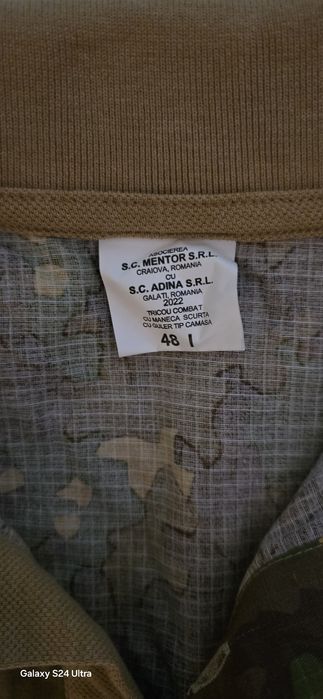 ASOCIEREA
S.C. MENTOR S.R.L.
CRAIOVA, ROMANIA
CU
S.C. ADINA S.R.L.
GALATI, ROMANIA
2022
TRICOU COMBAT
CU MANECA SCURTA
CU GULER TIP CAMASA
48 I
Galaxy S24 Ultra